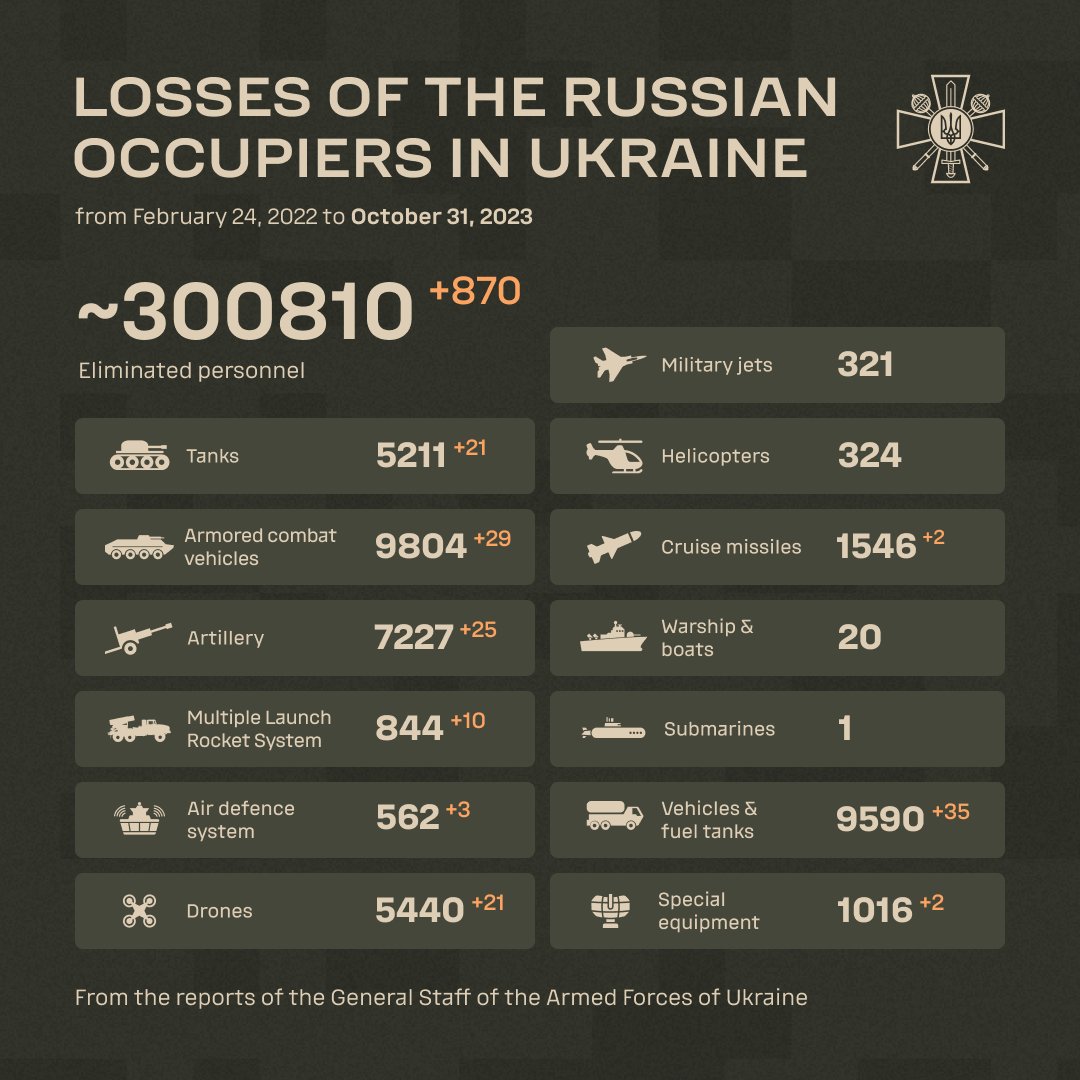 LOSSES OF THE RUSSIAN
OCCUPIERS IN UKRAINE
from February 24, 2022 to October 31, 2023
~300810 +870
Eliminated personnel
Military jets 321
Tanks 5211 +21
Helicopters 324
Armored combat
vehicles 9804 +29
Cruise missiles 1546 +2
Artillery 7227 +25
Warship &
boats 20
Multiple Launch
Rocket System 844 +10
Submarines 1
Air defence
system 562 +3
Vehicles &
fuel tanks 9590 +35
Drones 5440 +21
Special
equipment 1016 +2
From the reports of the General Staff of the Armed Forces of Ukraine